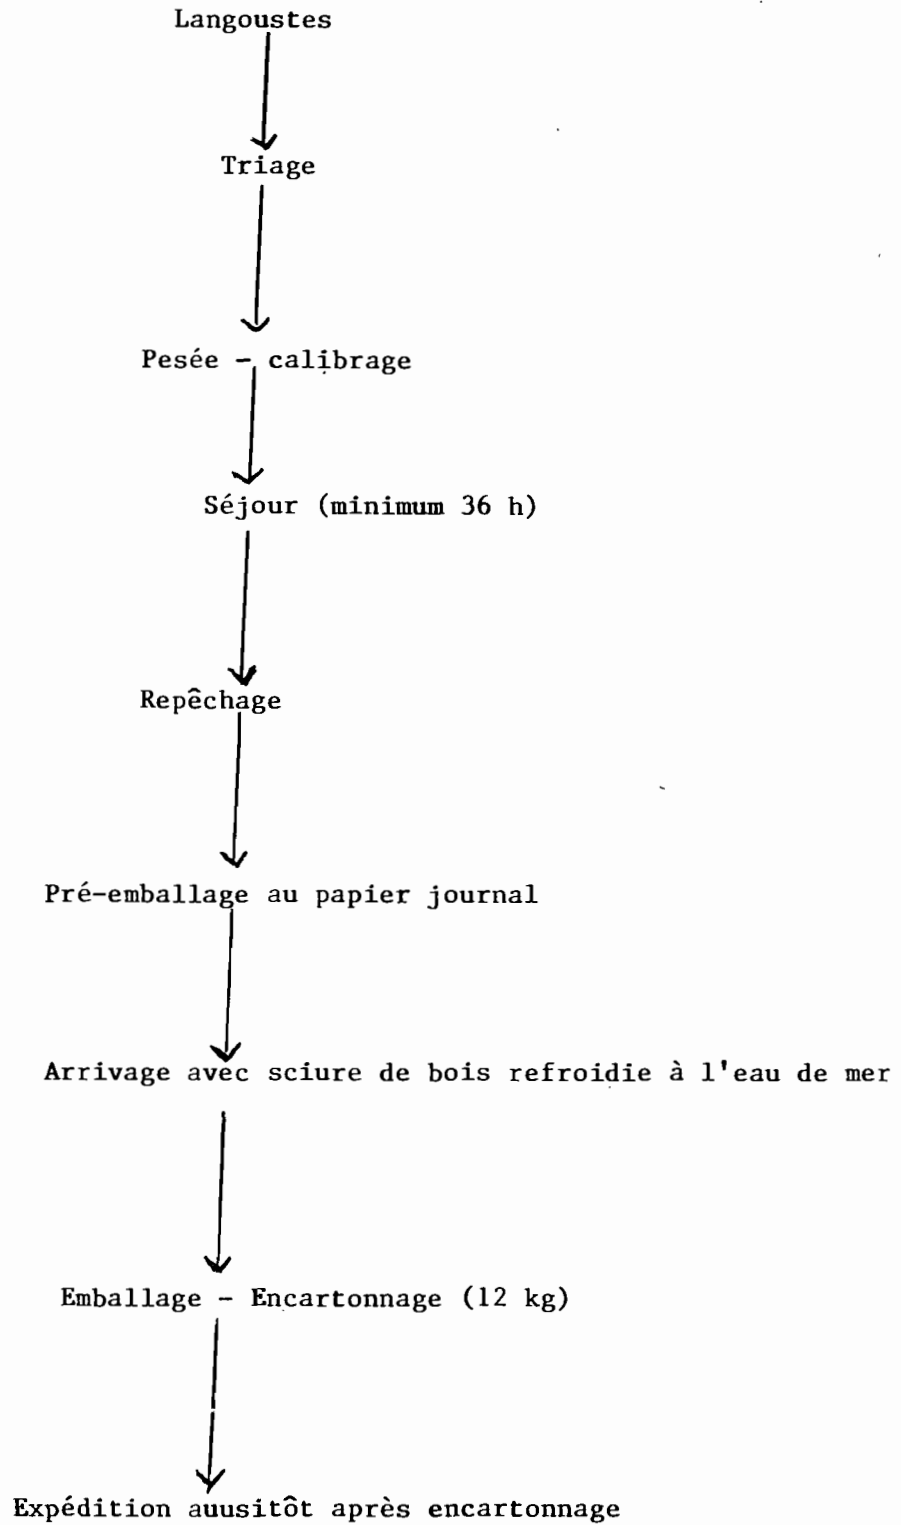 Langoustes
Triage
Pesée - calibrage
Séjour (minimum 36 h)
Repêchage
Pré-emballage au papier journal
Arrivage avec sciure de bois refroidie à l'eau de mer
Emballage - Encartonnage (12 kg)
Expédition auusitôt après encartonnage